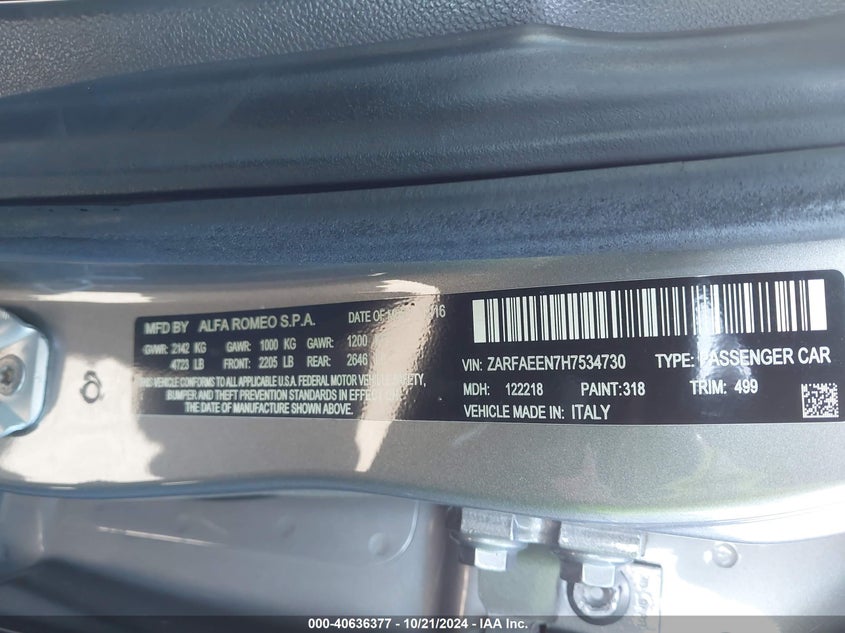 MFD BY ALFA ROMEO S.P.A. DATE OF 16
GVWR: 2142 KG GAWR: 1000 KG GAWR: 1200
4723 LB FRONT: 2205 LB REAR: 2646
THIS VEHICLE CONFORMS TO ALL APPLICABLE U.S.A. FEDERAL MOTOR VEHICLE SAFETY,
BUMPER AND THEFT PREVENTION STANDARDS IN EFFECT ON
THE DATE OF MANUFACTURE SHOWN ABOVE.
VIN: ZARFAEEN7H7534730 TYPE: PASSENGER CAR
MDH: 122218 PAINT:318 TRIM: 499
VEHICLE MADE IN: ITALY
000-40636377 - 10/21/2024 - IAA Inc.